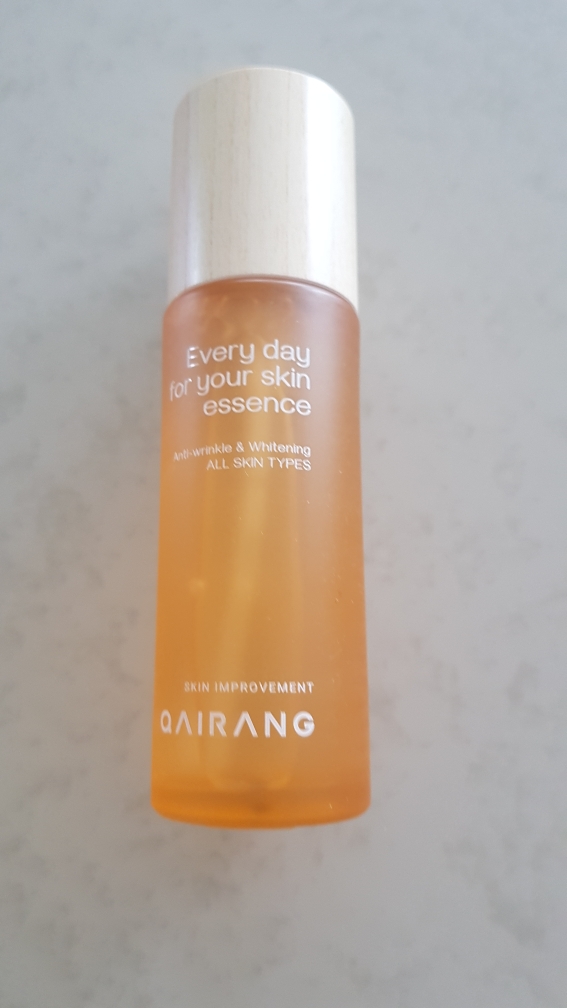 Every day
for your skin
essence
Anti-wrinkle & Whitening
ALL SKIN TYPES
SKIN IMPROVEMENT
QAIRANG